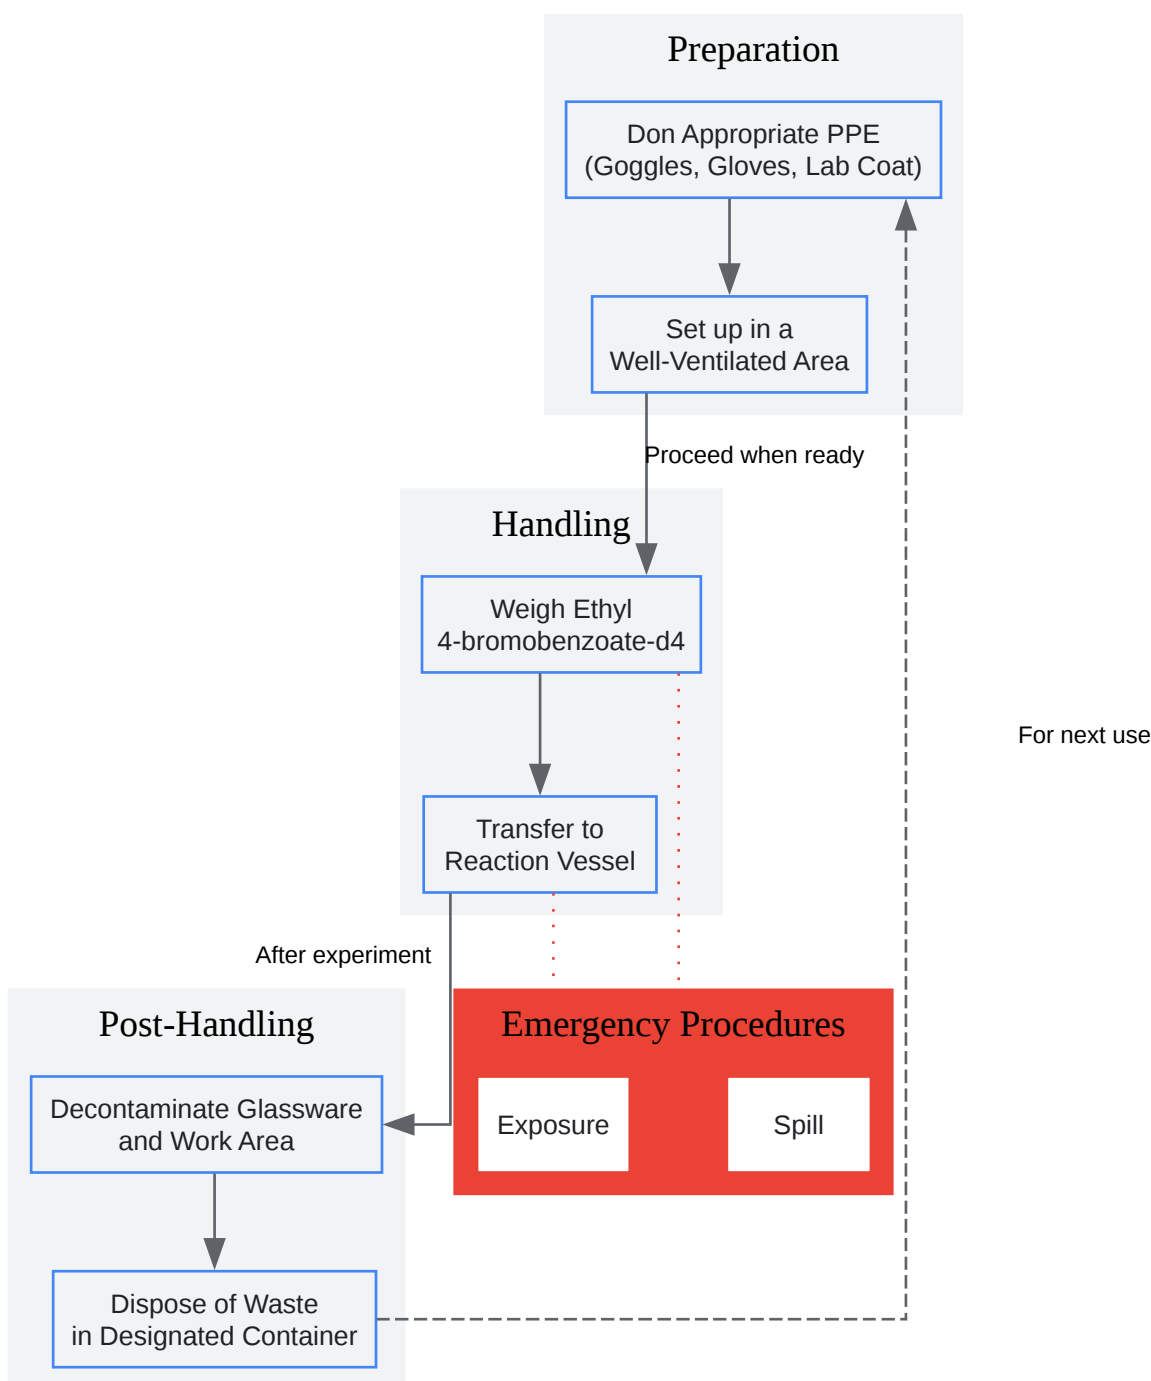 Preparation
Don Appropriate PPE
(Goggles, Gloves, Lab Coat)
Set up in a
Well-Ventilated Area
Proceed when ready
Handling
Weigh Ethyl
4-bromobenzoate-d4
For next use
Transfer to
Reaction Vessel
After experiment
Post-Handling
Emergency Procedures
Decontaminate Glassware
and Work Area
Exposure
Spill
Dispose of Waste
in Designated Container